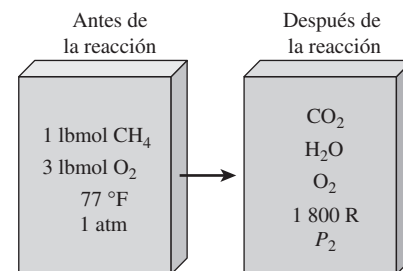 Antes de
la reacción
1 lbmol CH₄
3 lbmol O₂
77 °F
1 atm
Después de
la reacción
CO₂
H₂O
O₂
1 800 R
P₂